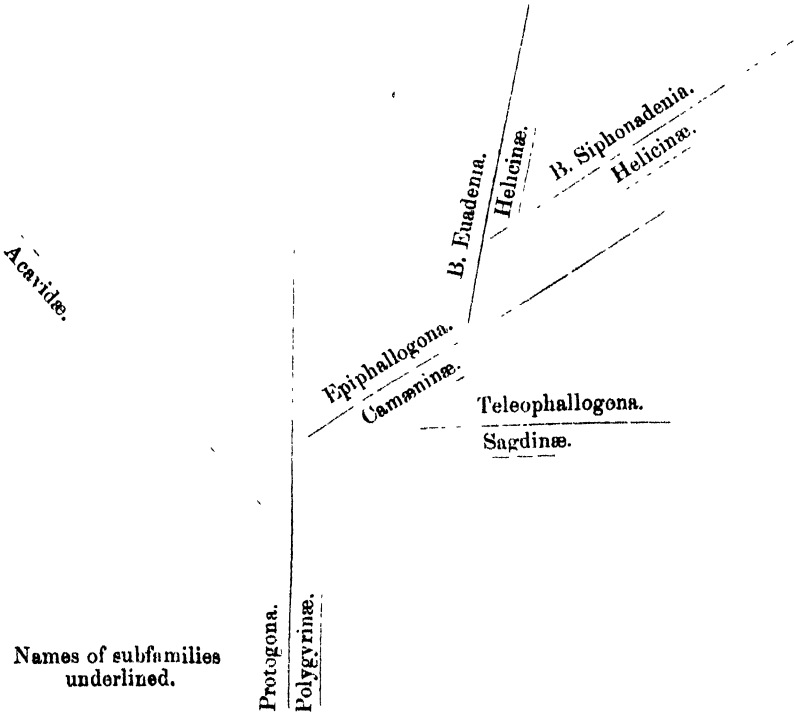 B. Euadenia.
Helicinæ.
B. Siphonadenia.
Helicinæ.
Acavidæ.
Epiphallogona.
Camæninæ.
Teleophallogona.
Sagdinæ.
Protogona.
Polygyrinæ.
Names of subfamilies
underlined.